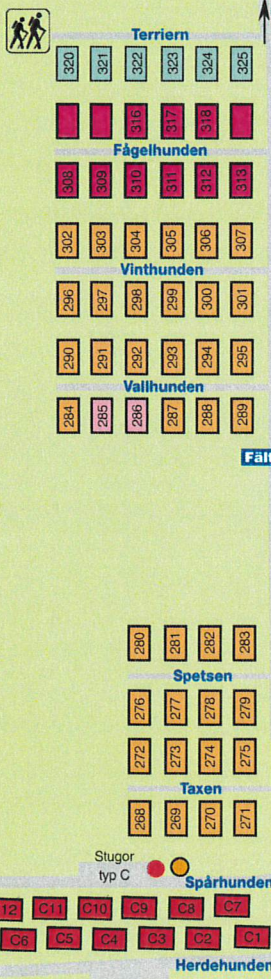 Terriern
320 321 322 323 324 325
316 317 318
Fågelhunden
308 309 310 311 312 313
302 303 304 305 306 307
Vinthunden
296 297 298 299 300 301
290 291 292 293 294 295
Vallhunden
284 285 286 287 288 289
Fält
280 281 282 283
Spetsen
276 277 278 279
272 273 274 275
Taxen
268 269 270 271
Stugor
typ C
Spårhunden
12 C11 C10 C9 C8 C7
C6 C5 C4 C3 C2 C1
Herdehunden